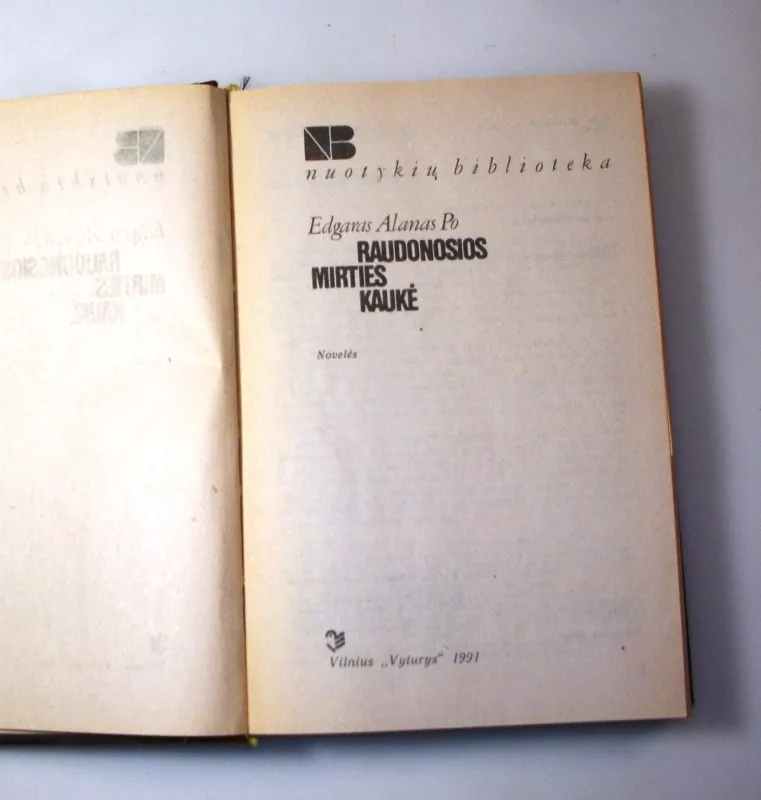 NB
nuotykių biblioteka
Edgaras Alanas Po
RAUDONOSIOS
MIRTIES
KAUKĖ
Novelės
Vilnius „Vyturys“ 1991